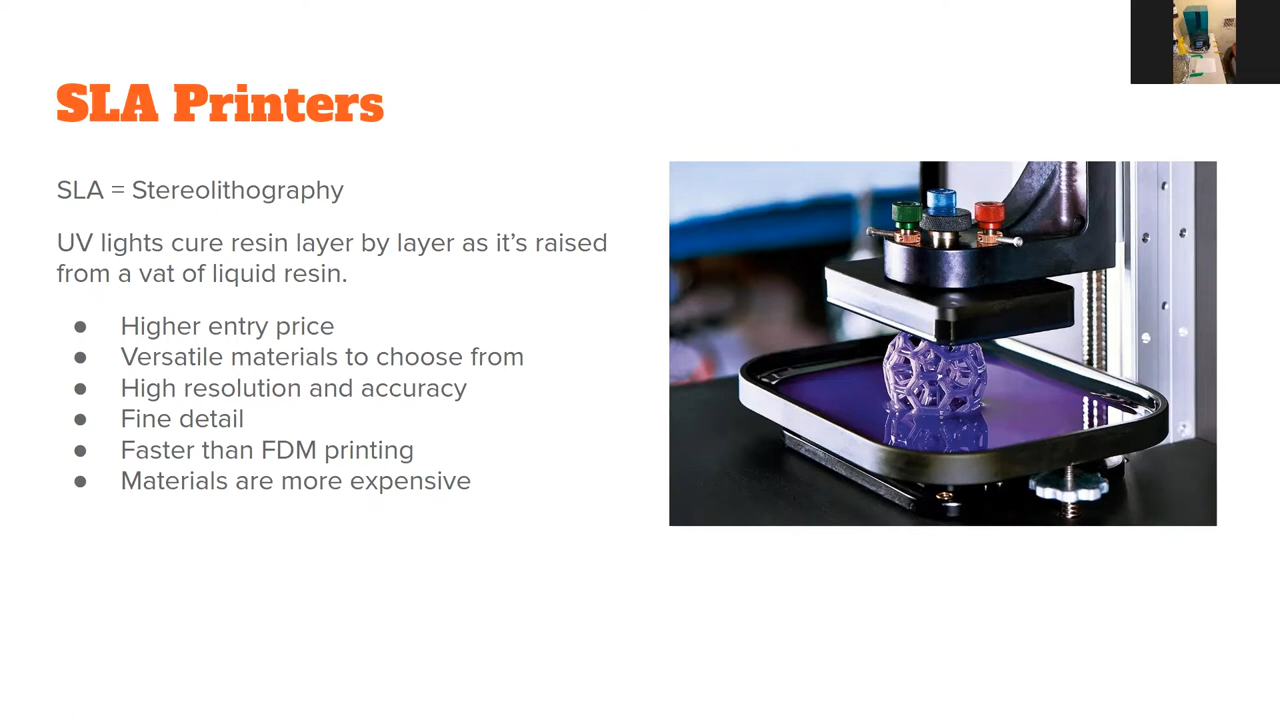 SLA Printers
SLA = Stereolithography
UV lights cure resin layer by layer as it’s raised
from a vat of liquid resin.
● Higher entry price
● Versatile materials to choose from
● High resolution and accuracy
● Fine detail
● Faster than FDM printing
● Materials are more expensive